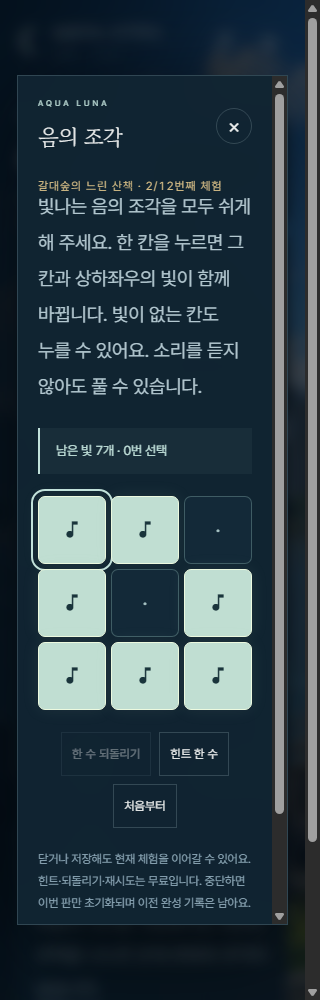 AQUA LUNA
음의 조각
갈대숲의 느린 산책 · 2/12번째 체험
빛나는 음의 조각을 모두 쉬게
해 주세요. 한 칸을 누르면 그
칸과 상하좌우의 빛이 함께
바뀝니다. 빛이 없는 칸도
누를 수 있어요. 소리를 듣지
않아도 풀 수 있습니다.
남은 빛 7개 · 0번 선택
한 수 되돌리기
힌트 한 수
처음부터
닫거나 저장해도 현재 체험을 이어갈 수 있어요.
힌트·되돌리기·재시도는 무료입니다. 중단하면
이번 판만 초기화되며 이전 완성 기록은 남아요.